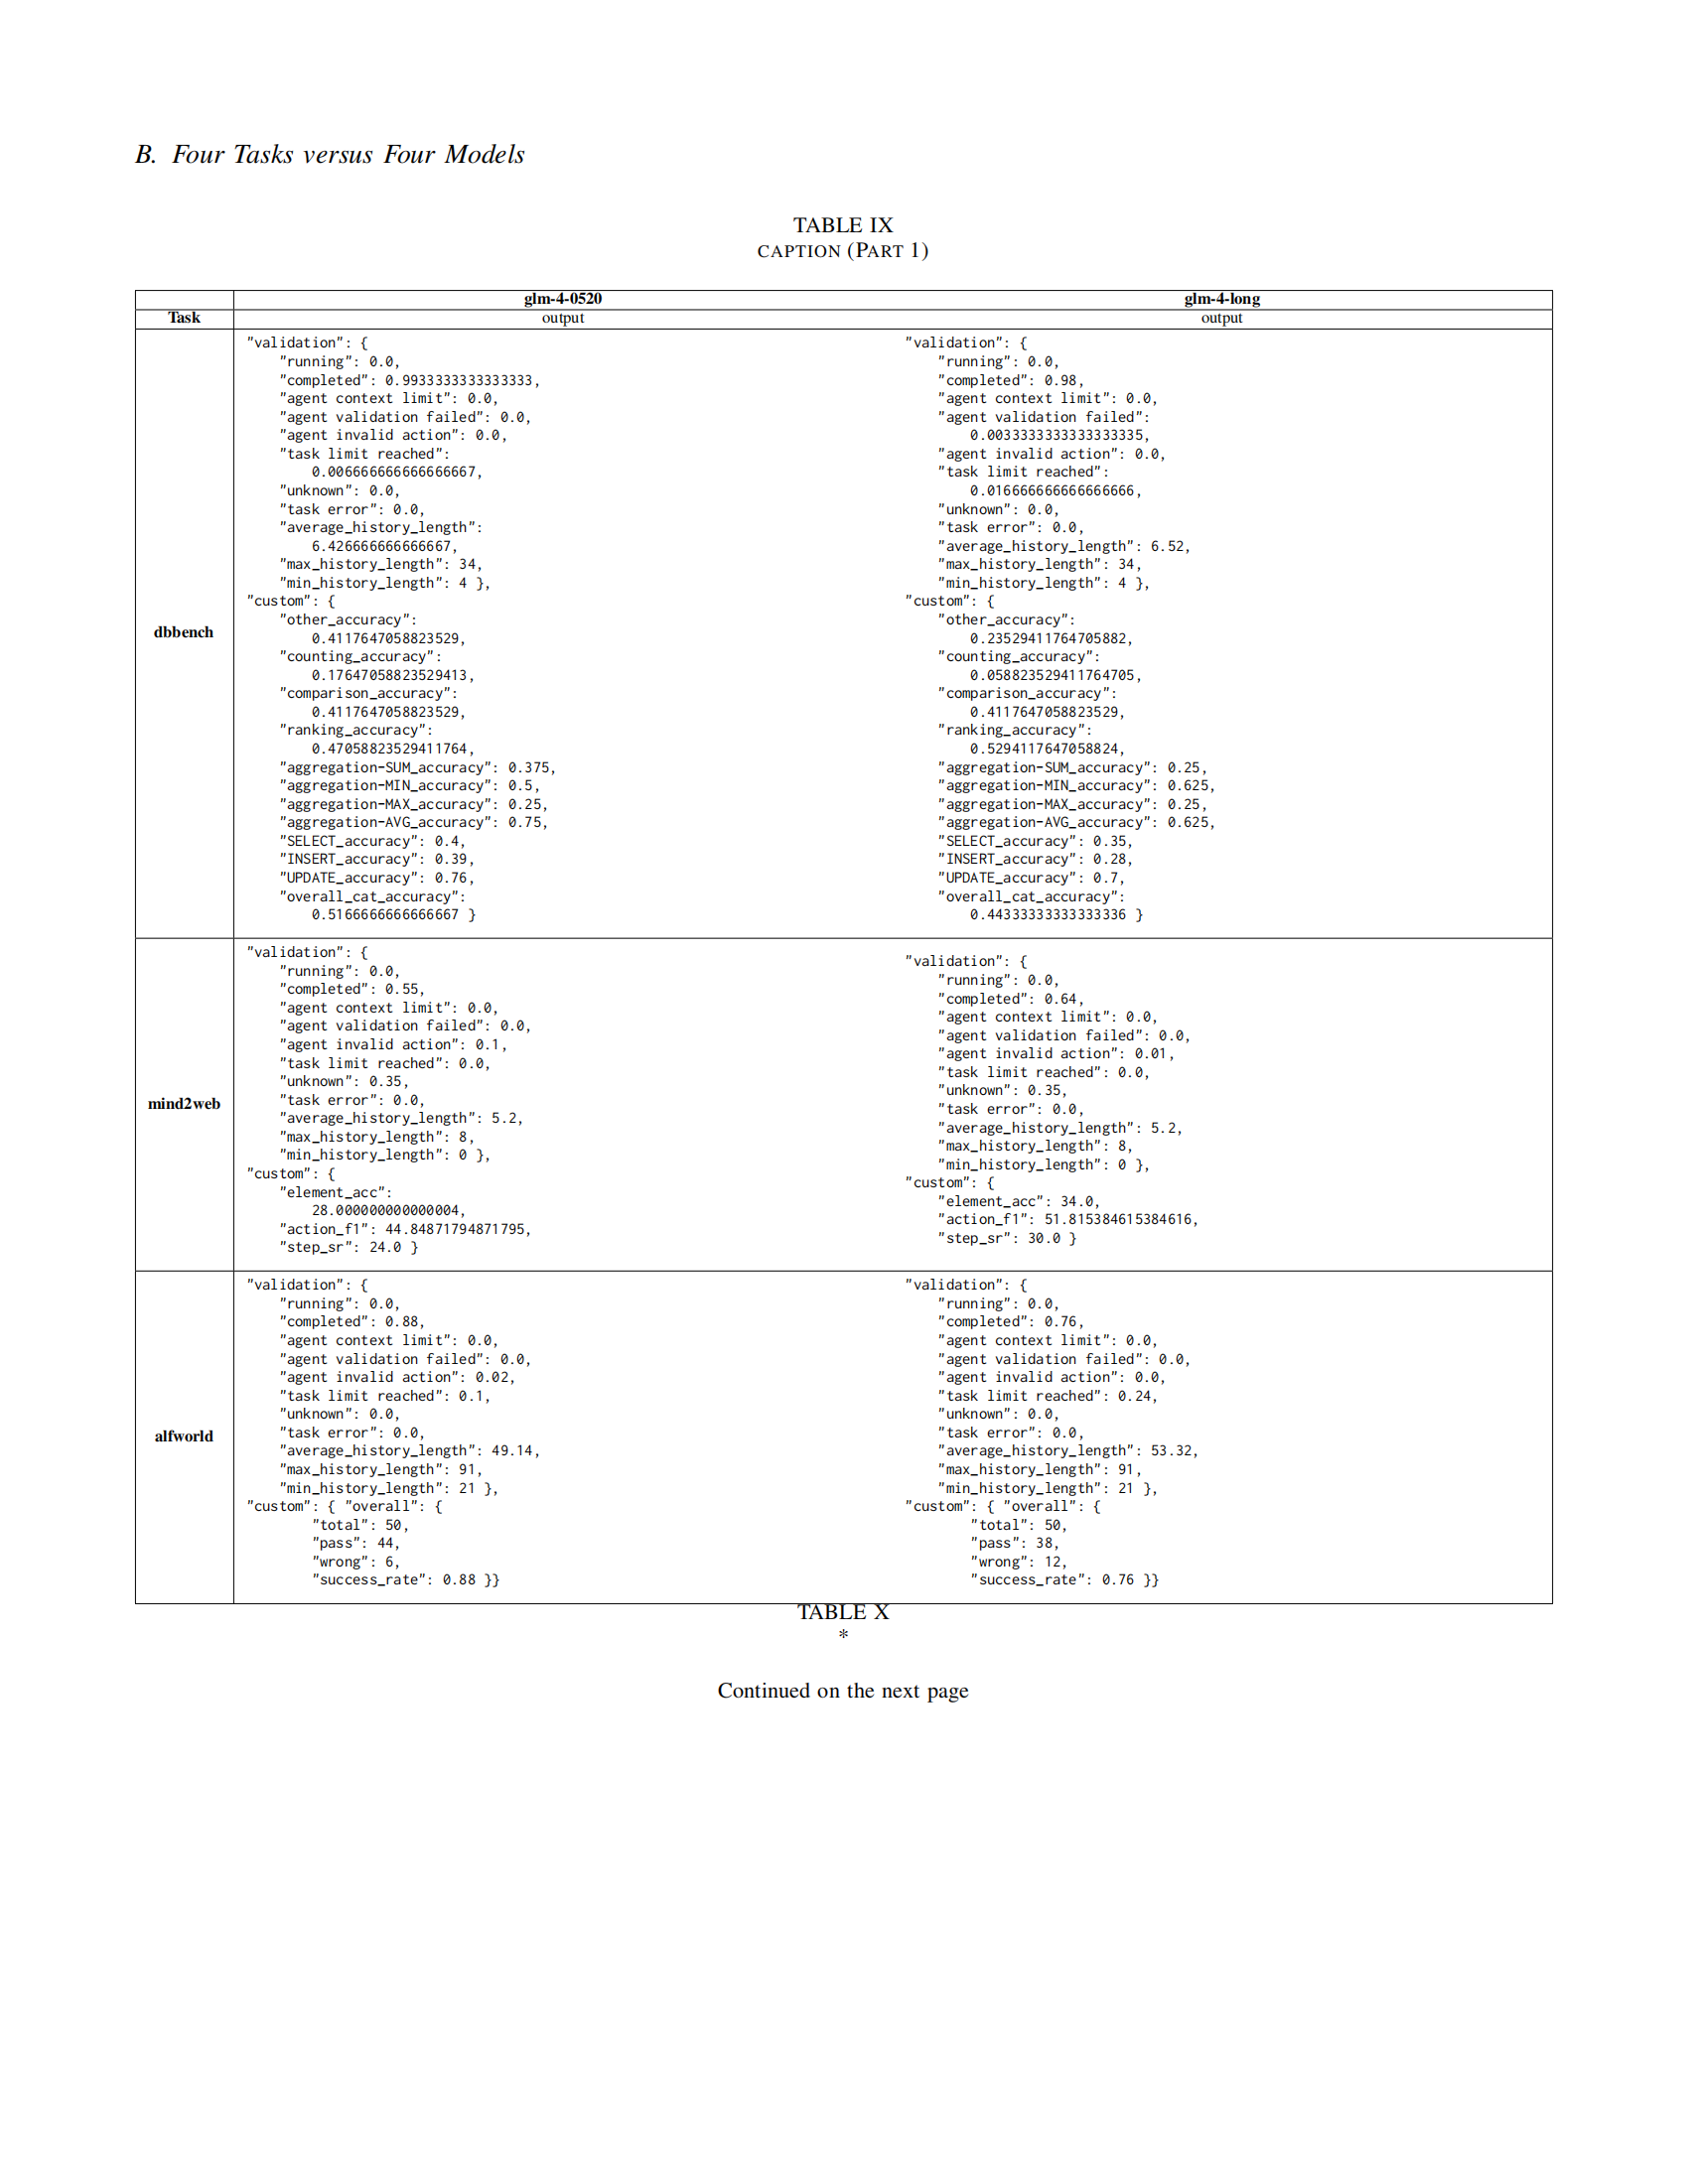 B. Four Tasks versus Four Models
TABLE IX
CAPTION (PART 1)
glm-4-0520 glm-4-long
Task output output
dbbench
"validation": {
"running": 0.0,
"completed": 0.9933333333333333,
"agent context limit": 0.0,
"agent validation failed": 0.0,
"agent invalid action": 0.0,
"task limit reached":
0.006666666666666667,
"unknown": 0.0,
"task error": 0.0,
"average_history_length":
6.426666666666667,
"max_history_length": 34,
"min_history_length": 4 },
"custom": {
"other_accuracy":
0.4117647058823529,
"counting_accuracy":
0.17647058823529413,
"comparison_accuracy":
0.4117647058823529,
"ranking_accuracy":
0.47058823529411764,
"aggregation-SUM_accuracy": 0.375,
"aggregation-MIN_accuracy": 0.5,
"aggregation-MAX_accuracy": 0.25,
"aggregation-AVG_accuracy": 0.75,
"SELECT_accuracy": 0.4,
"INSERT_accuracy": 0.39,
"UPDATE_accuracy": 0.76,
"overall_cat_accuracy":
0.5166666666666667 }
"validation": {
"running": 0.0,
"completed": 0.98,
"agent context limit": 0.0,
"agent validation failed":
0.0033333333333333335,
"agent invalid action": 0.0,
"task limit reached":
0.016666666666666666,
"unknown": 0.0,
"task error": 0.0,
"average_history_length": 6.52,
"max_history_length": 34,
"min_history_length": 4 },
"custom": {
"other_accuracy":
0.23529411764705882,
"counting_accuracy":
0.058823529411764705,
"comparison_accuracy":
0.4117647058823529,
"ranking_accuracy":
0.5294117647058824,
"aggregation-SUM_accuracy": 0.25,
"aggregation-MIN_accuracy": 0.625,
"aggregation-MAX_accuracy": 0.25,
"aggregation-AVG_accuracy": 0.625,
"SELECT_accuracy": 0.35,
"INSERT_accuracy": 0.28,
"UPDATE_accuracy": 0.7,
"overall_cat_accuracy":
0.44333333333333336 }
mind2web
"validation": {
"running": 0.0,
"completed": 0.55,
"agent context limit": 0.0,
"agent validation failed": 0.0,
"agent invalid action": 0.1,
"task limit reached": 0.0,
"unknown": 0.35,
"task error": 0.0,
"average_history_length": 5.2,
"max_history_length": 8,
"min_history_length": 0 },
"custom": {
"element_acc":
28.000000000000004,
"action_f1": 44.84871794871795,
"step_sr": 24.0 }
"validation": {
"running": 0.0,
"completed": 0.64,
"agent context limit": 0.0,
"agent validation failed": 0.0,
"agent invalid action": 0.01,
"task limit reached": 0.0,
"unknown": 0.35,
"task error": 0.0,
"average_history_length": 5.2,
"max_history_length": 8,
"min_history_length": 0 },
"custom": {
"element_acc": 34.0,
"action_f1": 51.815384615384616,
"step_sr": 30.0 }
alfworld
"validation": {
"running": 0.0,
"completed": 0.88,
"agent context limit": 0.0,
"agent validation failed": 0.0,
"agent invalid action": 0.02,
"task limit reached": 0.1,
"unknown": 0.0,
"task error": 0.0,
"average_history_length": 49.14,
"max_history_length": 91,
"min_history_length": 21 },
"custom": { "overall": {
"total": 50,
"pass": 44,
"wrong": 6,
"success_rate": 0.88 }}
"validation": {
"running": 0.0,
"completed": 0.76,
"agent context limit": 0.0,
"agent validation failed": 0.0,
"agent invalid action": 0.0,
"task limit reached": 0.24,
"unknown": 0.0,
"task error": 0.0,
"average_history_length": 53.32,
"max_history_length": 91,
"min_history_length": 21 },
"custom": { "overall": {
"total": 50,
"pass": 38,
"wrong": 12,
"success_rate": 0.76 }}
TABLE X
*
Continued on the next page